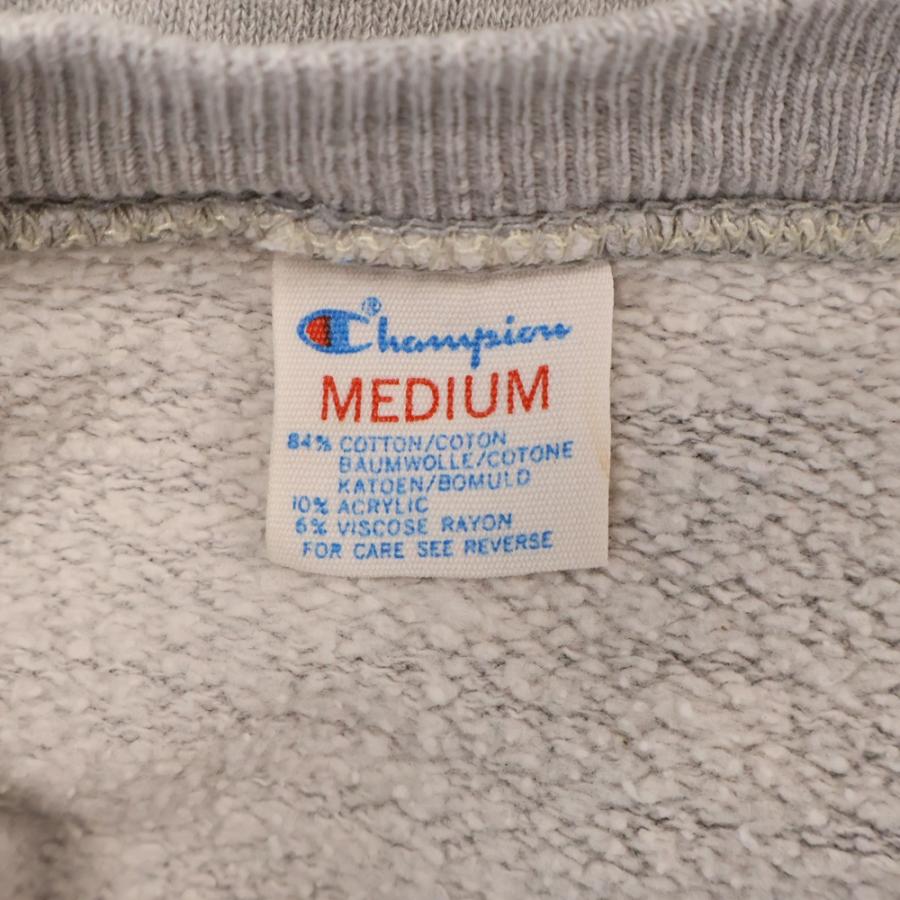 Champion®
MEDIUM
84% COTTON/COTON
BAUMWOLLE/COTONE
KATOEN/BOMULD
10% ACRYLIC
6% VISCOSE RAYON
FOR CARE SEE REVERSE